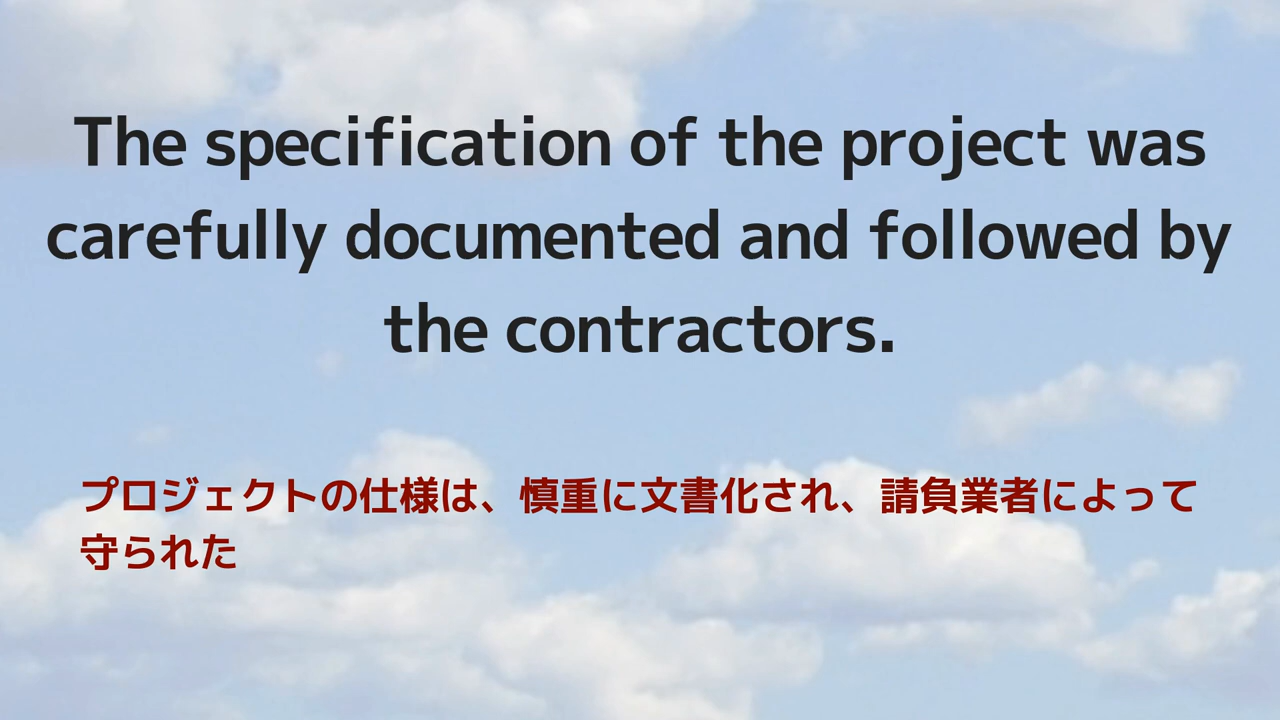 The specification of the project was
carefully documented and followed by
the contractors.
プロジェクトの仕様は、慎重に文書化され、請負業者によって
守られた